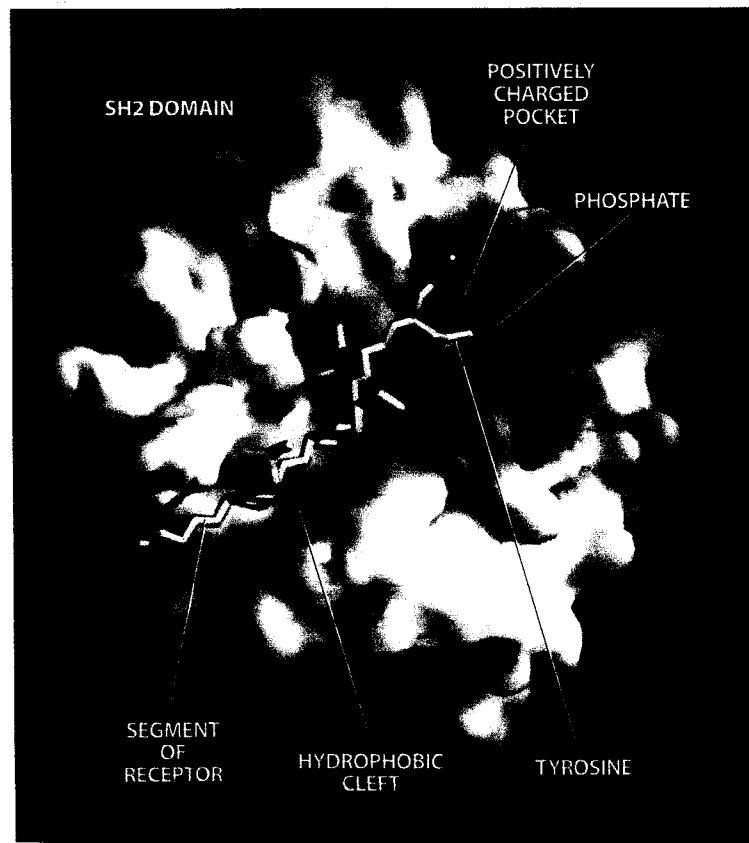 SH2 DOMAIN
POSITIVELY
CHARGED
POCKET
PHOSPHATE
SEGMENT
OF
RECEPTOR
HYDROPHOBIC
CLEFT
TYROSINE